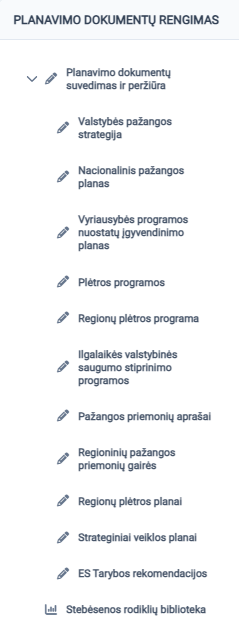 PLANAVIMO DOKUMENTŲ RENGIMAS
Planavimo dokumentų
suvedimas ir peržiūra
Valstybės pažangos
strategija
Nacionalinis pažangos
planas
Vyriausybės programos
nuostatų įgyvendinimo
planas
Plėtros programos
Regionų plėtros programa
Ilgalaikės valstybinės
saugumo stiprinimo
programos
Pažangos priemonių aprašai
Regioninių pažangos
priemonių gairės
Regionų plėtros planai
Strateginiai veiklos planai
ES Tarybos rekomendacijos
Stebėsenos rodiklių biblioteka